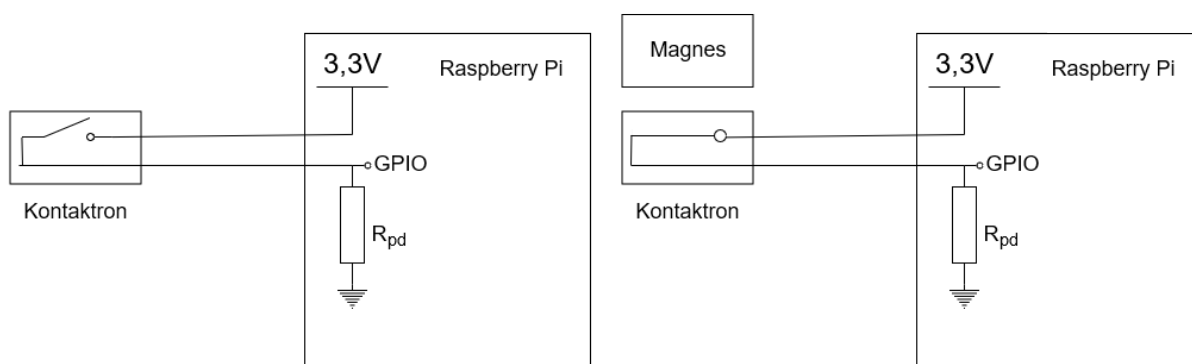 3,3V
Raspberry Pi
GPIO
Kontaktron
Rpd
Magnes
3,3V
Raspberry Pi
GPIO
Kontaktron
Rpd